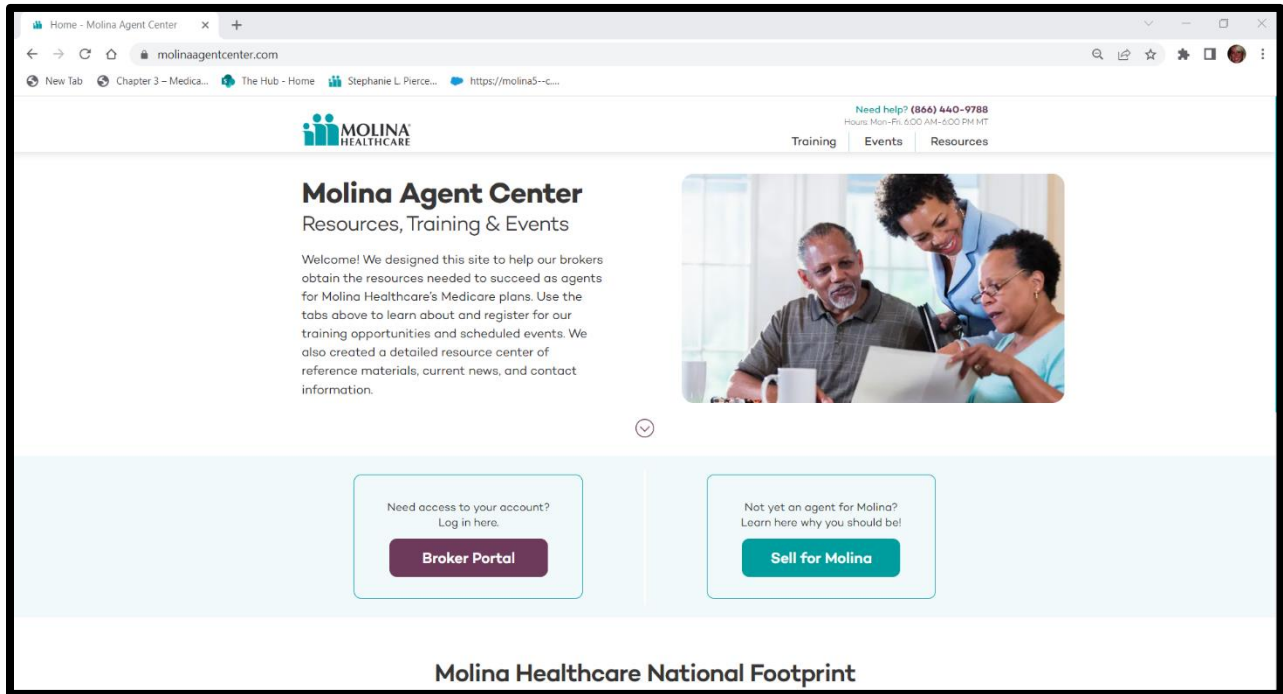 Home - Molina Agent Center
molinaagentcenter.com
New Tab Chapter 3 – Medica... The Hub - Home Stephanie L. Pierce... https://molina5--c....
Need help? (866) 440-9788
Hours: Mon-Fri. 6:00 AM-6:00 PM MT
MOLINA
HEALTHCARE
Training Events Resources
Molina Agent Center
Resources, Training & Events
Welcome! We designed this site to help our brokers
obtain the resources needed to succeed as agents
for Molina Healthcare's Medicare plans. Use the
tabs above to learn about and register for our
training opportunities and scheduled events. We
also created a detailed resource center of
reference materials, current news, and contact
information.
Need access to your account?
Log in here.
Broker Portal
Not yet an agent for Molina?
Learn here why you should be!
Sell for Molina
Molina Healthcare National Footprint